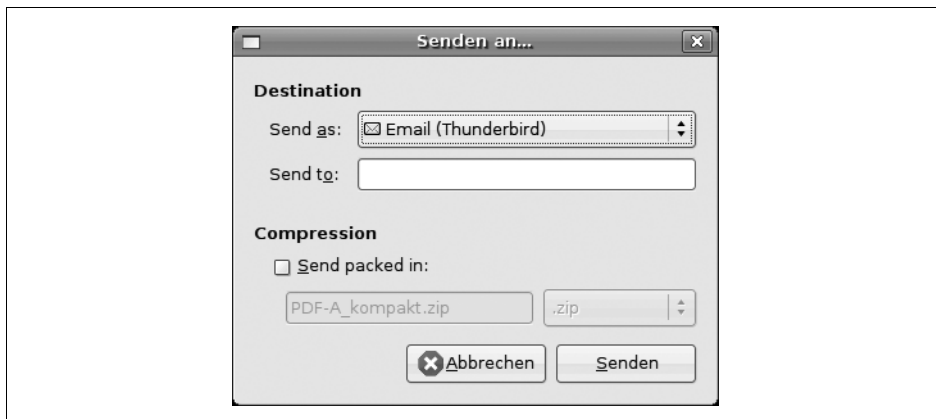 Senden an...
Destination
Send as: Email (Thunderbird)
Send to:
Compression
Send packed in:
PDF-A_kompakt.zip .zip
Abbrechen Senden